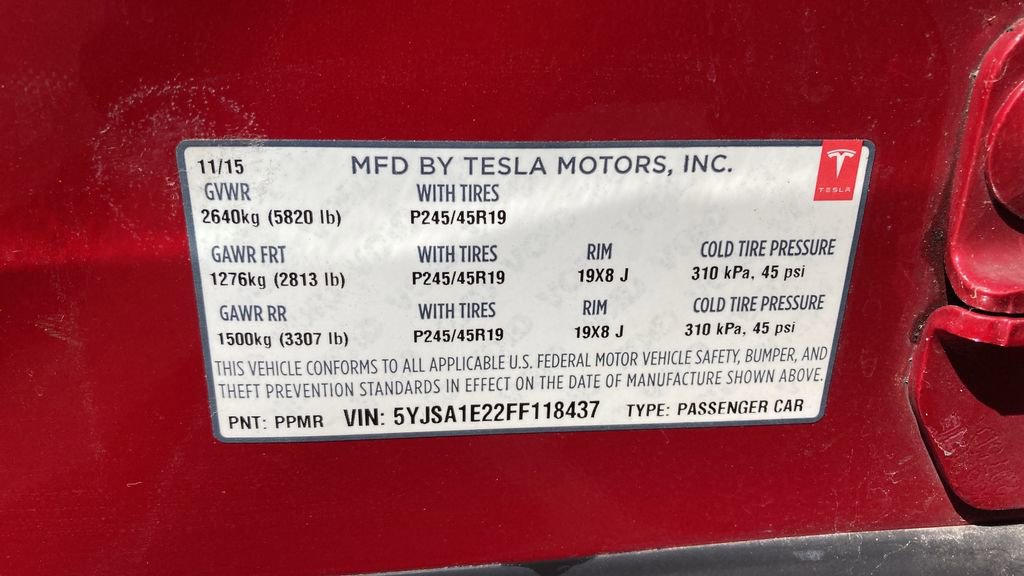 11/15 MFD BY TESLA MOTORS, INC.
TESLA
GVWR WITH TIRES
2640kg (5820 lb) P245/45R19
GAWR FRT WITH TIRES RIM COLD TIRE PRESSURE
1276kg (2813 lb) P245/45R19 19X8 J 310 kPa, 45 psi
GAWR RR WITH TIRES RIM COLD TIRE PRESSURE
1500kg (3307 lb) P245/45R19 19X8 J 310 kPa, 45 psi
THIS VEHICLE CONFORMS TO ALL APPLICABLE U.S. FEDERAL MOTOR VEHICLE SAFETY, BUMPER, AND
THEFT PREVENTION STANDARDS IN EFFECT ON THE DATE OF MANUFACTURE SHOWN ABOVE.
PNT: PPMR VIN: 5YJSA1E22FF118437 TYPE: PASSENGER CAR